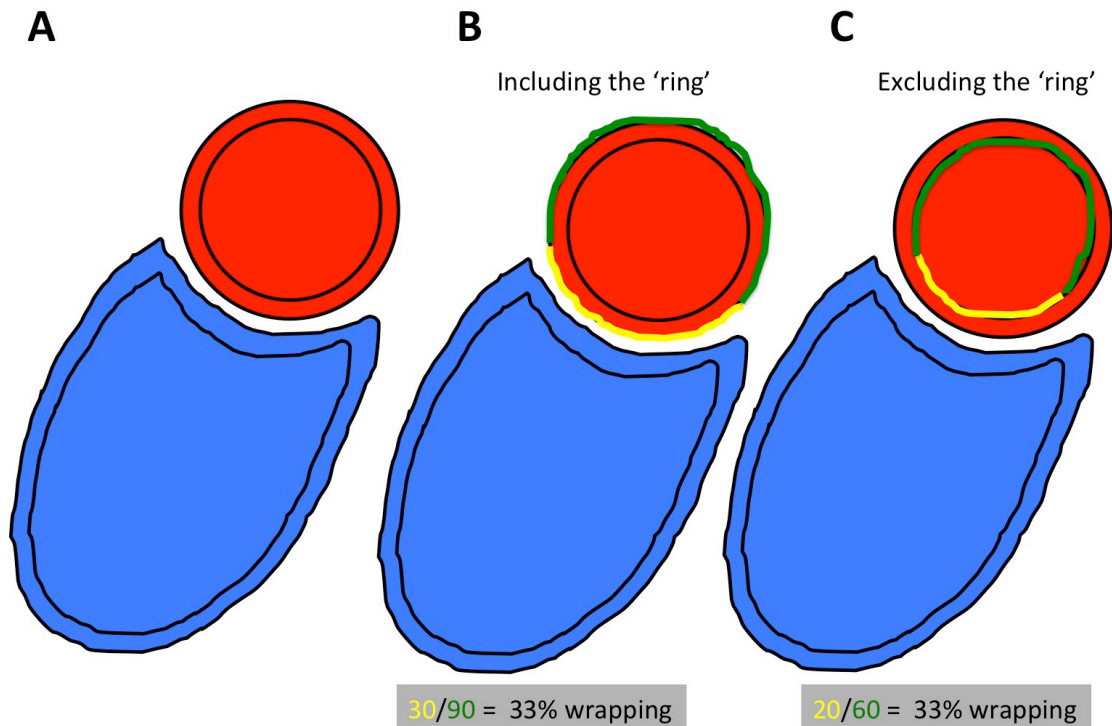 A
B
C
Including the ‘ring’
Excluding the ‘ring’
30/90 = 33% wrapping
20/60 = 33% wrapping